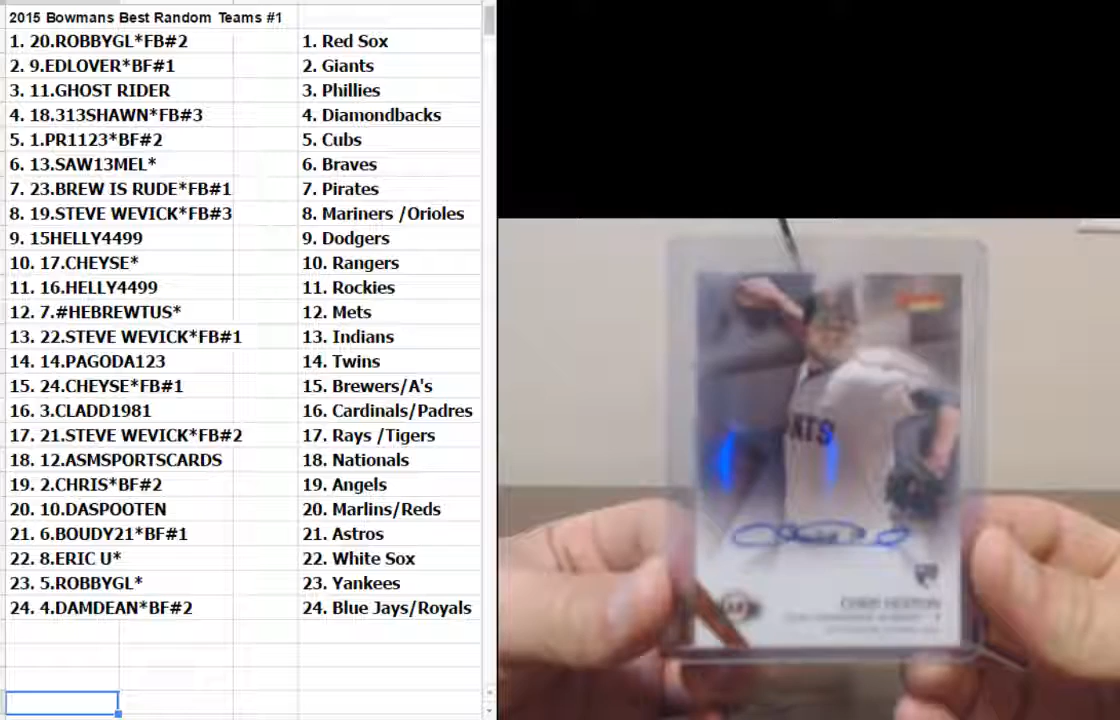 2015 Bowmans Best Random Teams #1
1. 20.ROBBYGL*FB#2 1. Red Sox
2. 9.EDLOVER*BF#1 2. Giants
3. 11.GHOST RIDER 3. Phillies
4. 18.313SHAWN*FB#3 4. Diamondbacks
5. 1.PR1123*BF#2 5. Cubs
6. 13.SAW13MEL* 6. Braves
7. 23.BREW IS RUDE*FB#1 7. Pirates
8. 19.STEVE WEVICK*FB#3 8. Mariners /Orioles
9. 15HELLY4499 9. Dodgers
10. 17.CHEYSE* 10. Rangers
11. 16.HELLY4499 11. Rockies
12. 7.#HEBREWTUS* 12. Mets
13. 22.STEVE WEVICK*FB#1 13. Indians
14. 14.PAGODA123 14. Twins
15. 24.CHEYSE*FB#1 15. Brewers/A's
16. 3.CLADD1981 16. Cardinals/Padres
17. 21.STEVE WEVICK*FB#2 17. Rays /Tigers
18. 12.ASMSPORTSCARDS 18. Nationals
19. 2.CHRIS*BF#2 19. Angels
20. 10.DASPOOTEN 20. Marlins/Reds
21. 6.BOUDY21*BF#1 21. Astros
22. 8.ERIC U* 22. White Sox
23. 5.ROBBYGL* 23. Yankees
24. 4.DAMDEAN*BF#2 24. Blue Jays/Royals
NTS
CHRIS HESTON